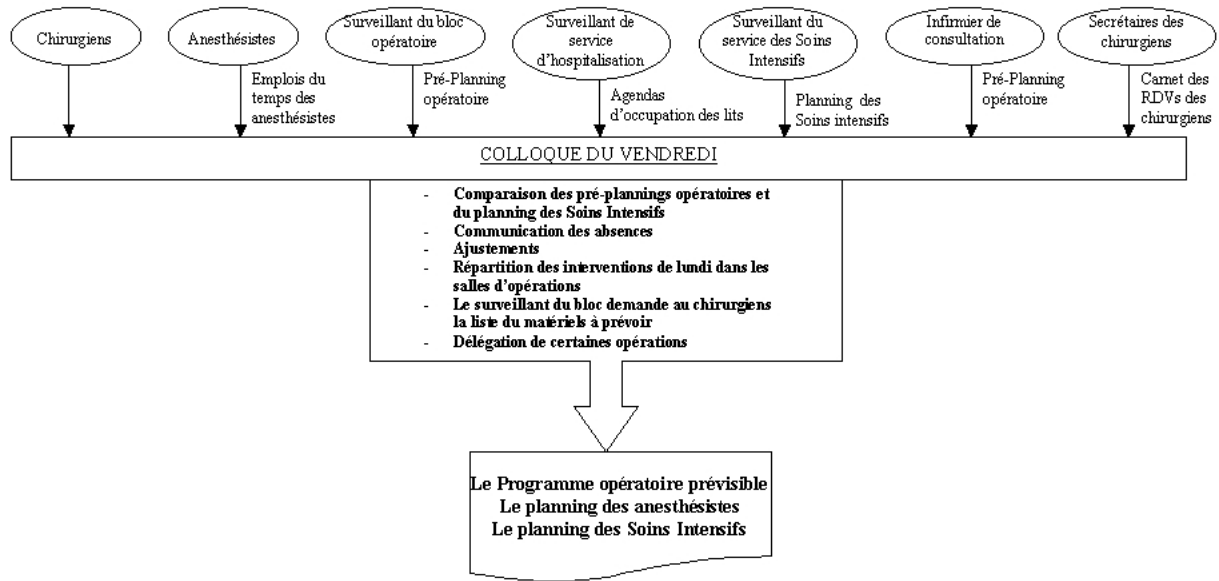 Chirurgiens
Anesthésistes
Surveillant du bloc
opératoire
Surveillant de
service
d'hospitalisation
Surveillant du
service des Soins
Intensifs
Infirmier de
consultation
Secrétaires des
chirurgiens
Emplois du
temps des
anesthésistes
Pré-Planning
opératoire
Agendas
d'occupation des lits
Planning des
Soins intensifs
Pré-Planning
opératoire
Carnet des
RDVs des
chirurgiens
COLLOQUE DU VENDREDI
- Comparaison des pré-plannings opératoires et
du planning des Soins Intensifs
- Communication des absences
- Ajustements
- Répartition des interventions de lundi dans les
salles d'opérations
- Le surveillant du bloc demande au chirurgiens
la liste du matériels à prévoir
- Délégation de certaines opérations
Le Programme opératoire prévisible
Le planning des anesthésistes
Le planning des Soins Intensifs